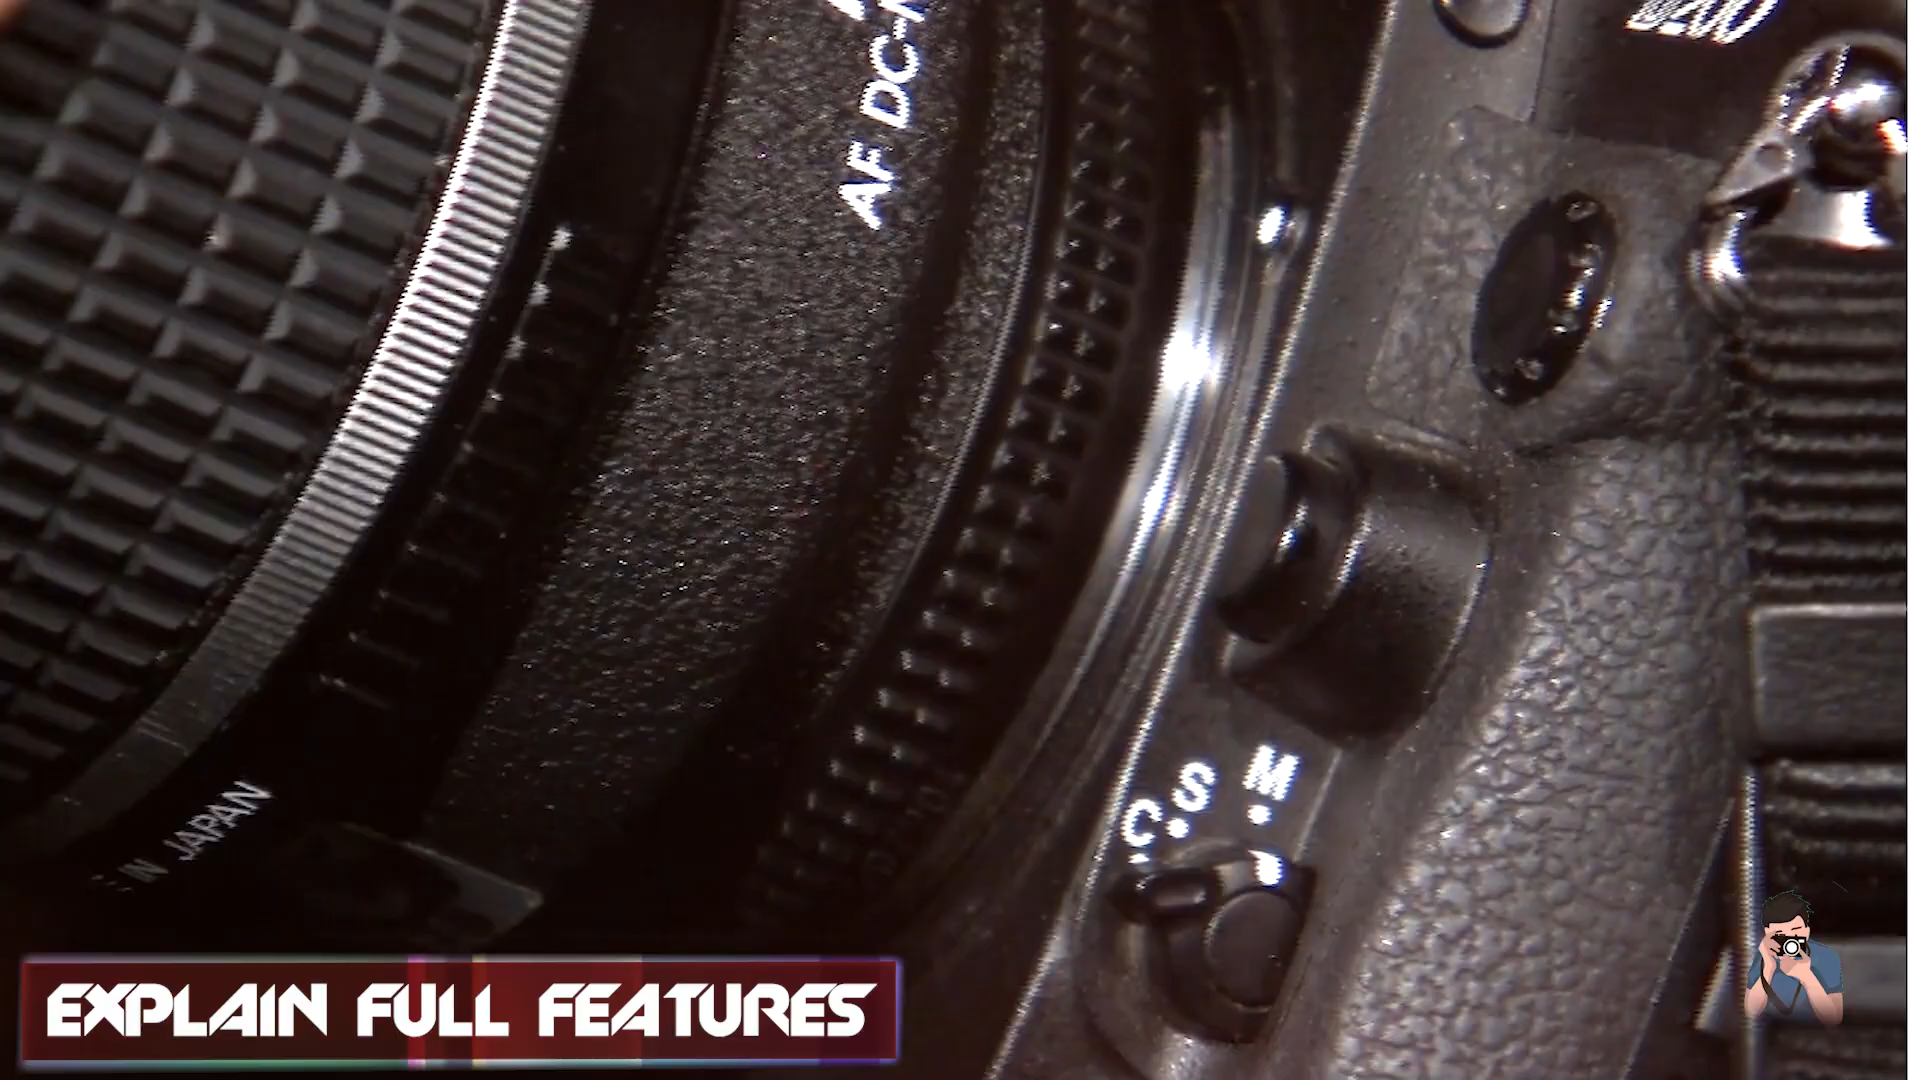 AF DC-
C S M
IN JAPAN
EXPLAIN FULL FEATURES